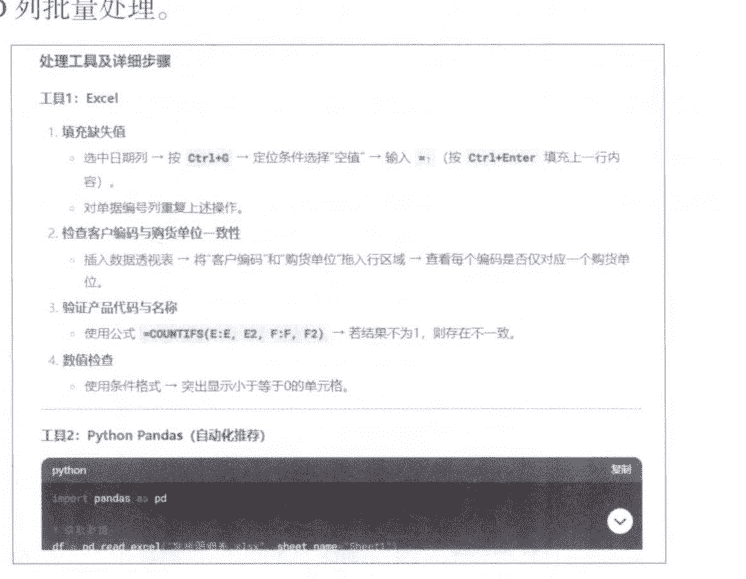 列批量处理。
处理工具及详细步骤
工具1：Excel
1. 填充缺失值
○ 选中日期列 → 按 Ctrl+G → 定位条件选择"空值" → 输入 =↑ （按 Ctrl+Enter 填充上一行内
容）。
○ 对单据编号列重复上述操作。
2. 检查客户编码与购货单位一致性
○ 插入数据透视表 → 将"客户编码"和"购货单位"拖入行区域 → 查看每个编码是否仅对应一个购货单
位。
3. 验证产品代码与名称
○ 使用公式 =COUNTIFS(E:E, E2, F:F, F2) → 若结果不为1，则存在不一致。
4. 数值检查
○ 使用条件格式 → 突出显示小于等于0的单元格。
工具2：Python Pandas（自动化推荐）
python 复制
import pandas as pd
df = pd.read_excel( .xlsx", sheet_name="Sheet1")